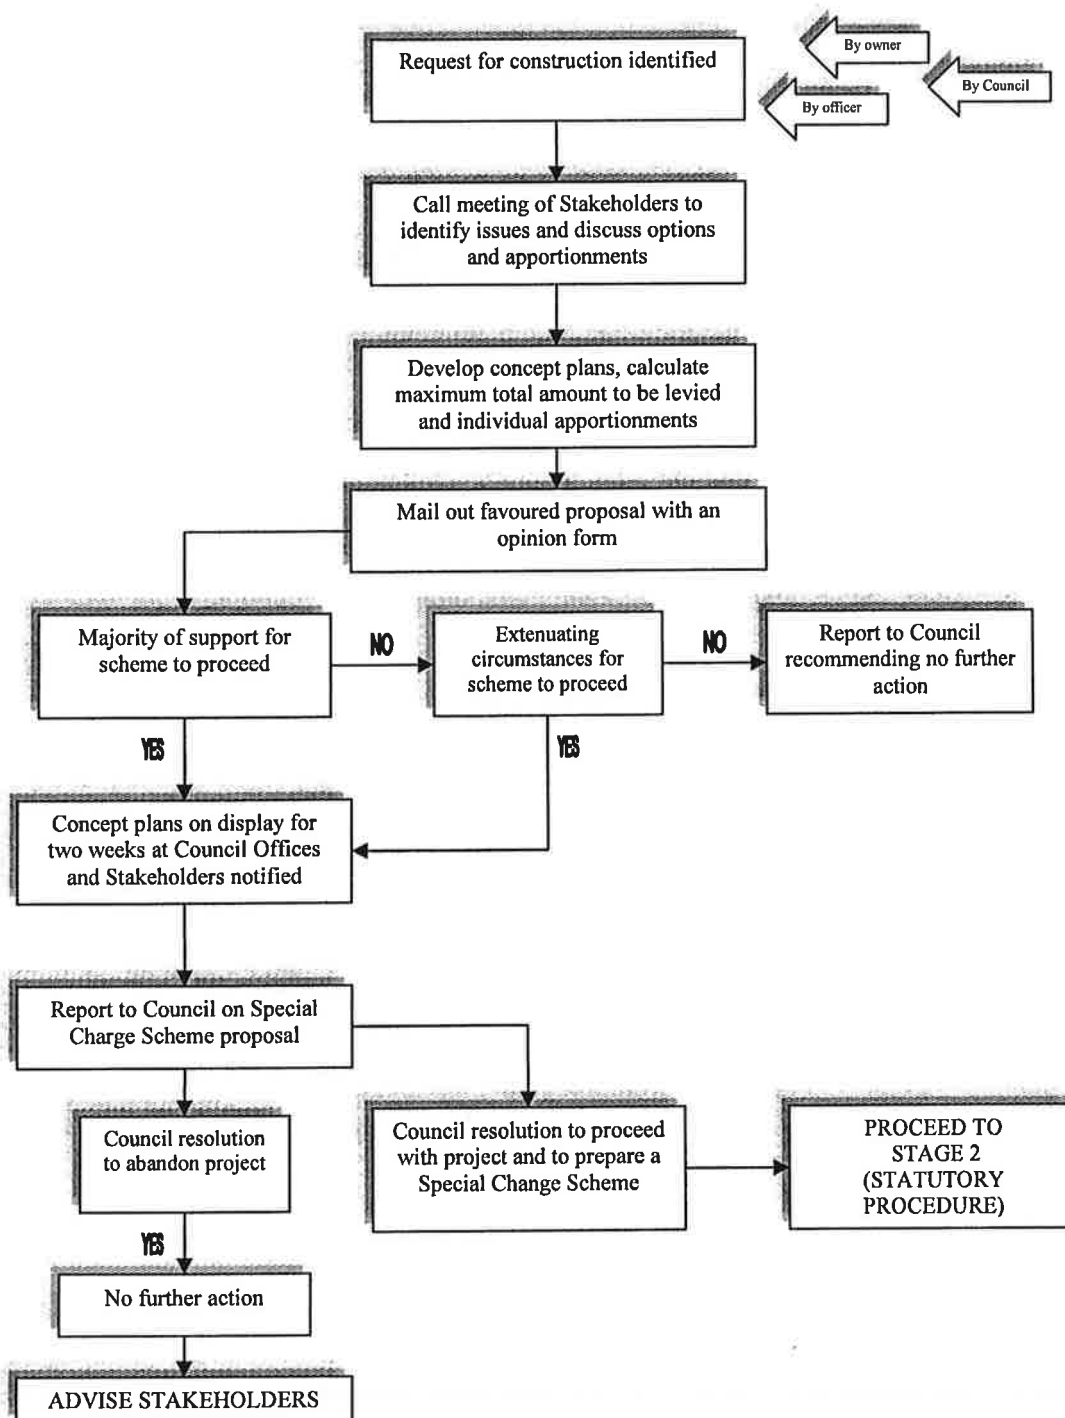 Request for construction identified
By owner
By Council
By officer
Call meeting of Stakeholders to
identify issues and discuss options
and apportionments
Develop concept plans, calculate
maximum total amount to be levied
and individual apportionments
Mail out favoured proposal with an
opinion form
Majority of support for
scheme to proceed
NO
Extenuating
circumstances for
scheme to proceed
NO
Report to Council
recommending no further
action
YES
YES
Concept plans on display for
two weeks at Council Offices
and Stakeholders notified
Report to Council on Special
Charge Scheme proposal
Council resolution
to abandon project
Council resolution to proceed
with project and to prepare a
Special Change Scheme
PROCEED TO
STAGE 2
(STATUTORY
PROCEDURE)
YES
No further action
ADVISE STAKEHOLDERS